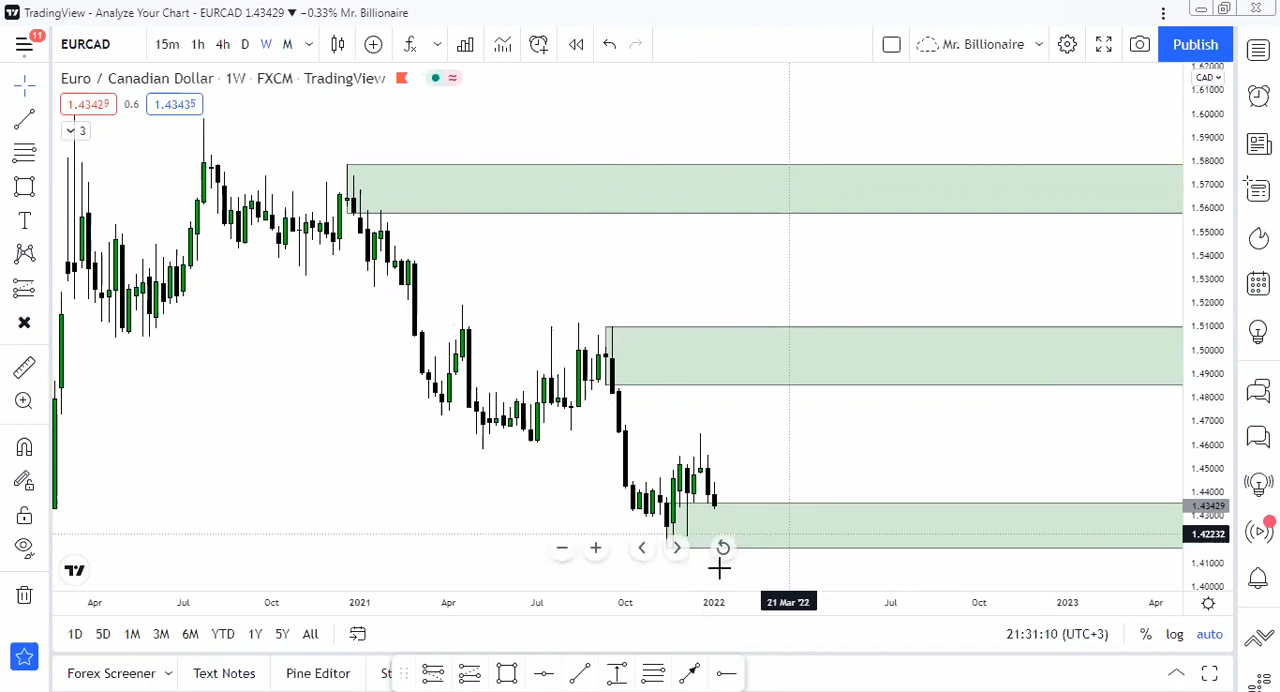 TradingView - Analyze Your Chart - EURCAD 1.43429 ▼ −0.33% Mr. Billionaire
11
EURCAD
15m 1h 4h D W M
Mr. Billionaire
Publish
Euro / Canadian Dollar · 1W · FXCM · TradingView
1.43429 0.6 1.43435
3
CAD
1.62000
1.61000
1.60000
1.59000
1.58000
1.57000
1.56000
1.55000
1.54000
1.53000
1.52000
1.51000
1.50000
1.49000
1.48000
1.47000
1.46000
1.45000
1.44000
1.43429
1.43000
1.42232
1.41000
1.40000
Apr Jul Oct 2021 Apr Jul Oct 2022 21 Mar '22 Jul Oct 2023 Apr
1D 5D 1M 3M 6M YTD 1Y 5Y All
21:31:10 (UTC+3) % log auto
Forex Screener Text Notes Pine Editor St